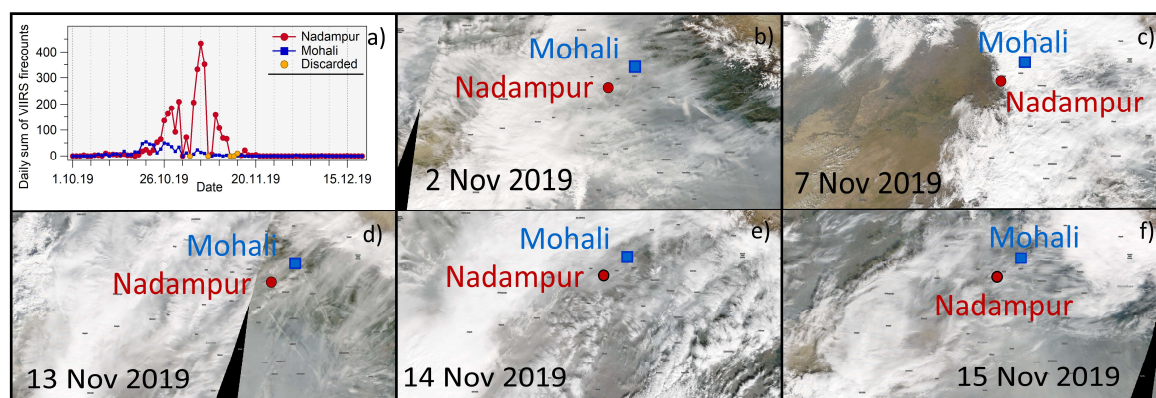 a)
Nadampur
Mohali
Discarded
Daily sum of VIIRS firecounts
400
300
200
100
0
1.10.19 26.10.19 20.11.19 15.12.19
Date
b)
Mohali
Nadampur
2 Nov 2019
c)
Mohali
Nadampur
7 Nov 2019
d)
Mohali
Nadampur
13 Nov 2019
e)
Mohali
Nadampur
14 Nov 2019
f)
Mohali
Nadampur
15 Nov 2019